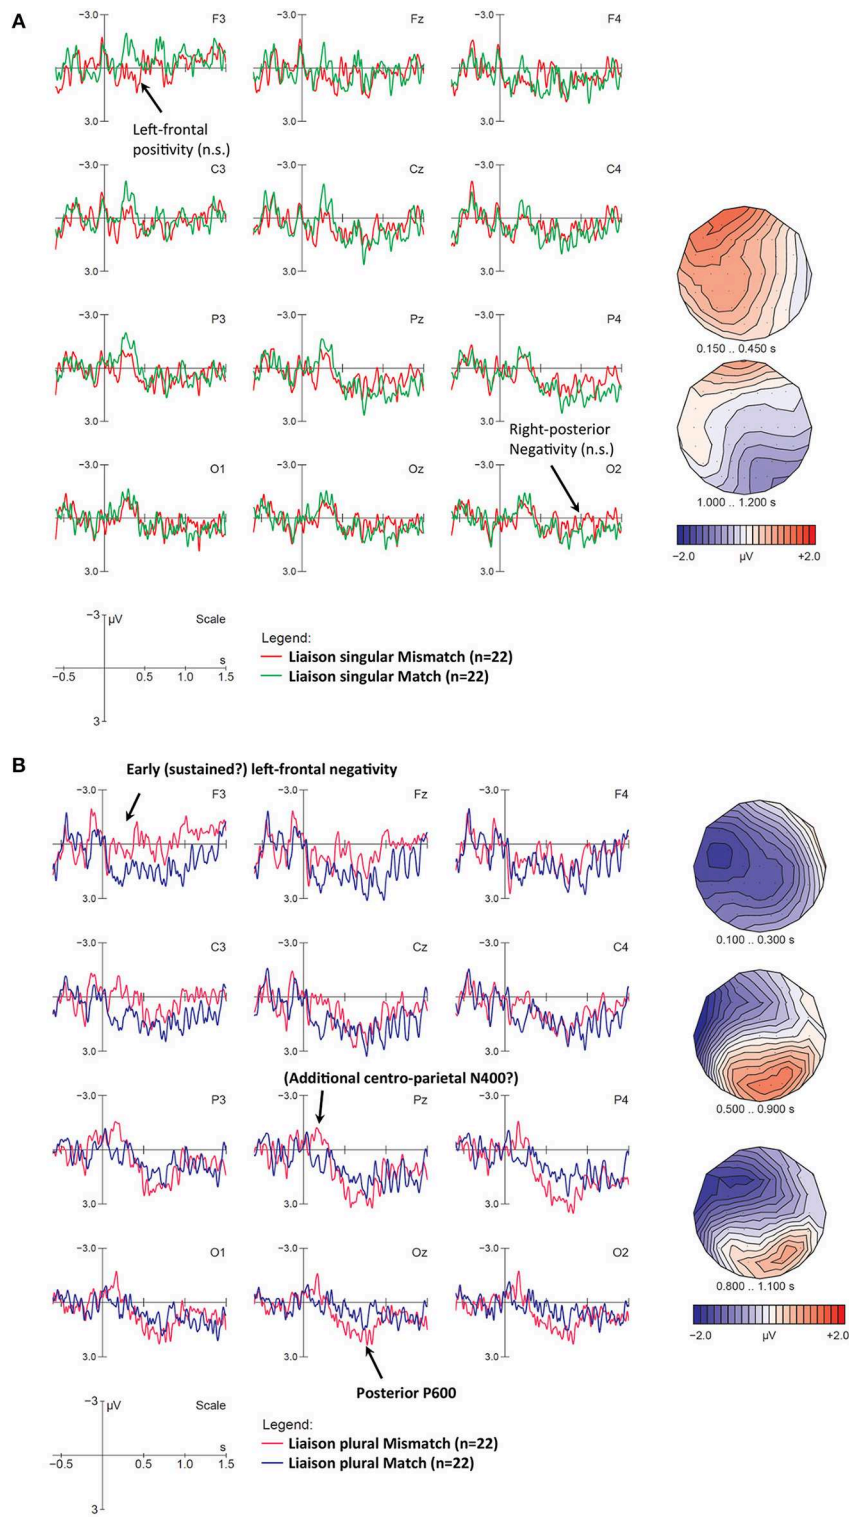 A
-3.0 F3
-3.0 Fz
-3.0 F4
3.0
3.0
3.0
Left-frontal
positivity (n.s.)
-3.0 C3
-3.0 Cz
-3.0 C4
3.0
3.0
3.0
0.150 .. 0.450 s
-3.0 P3
-3.0 Pz
-3.0 P4
3.0
3.0
3.0
Right-posterior
Negativity (n.s.)
-3.0 O1
-3.0 Oz
-3.0 O2
3.0
3.0
3.0
1.000 .. 1.200 s
−2.0 µV +2.0
−3 µV Scale
s
−0.5 0.5 1.0 1.5
3
Legend:
Liaison singular Mismatch (n=22)
Liaison singular Match (n=22)
B
Early (sustained?) left-frontal negativity
-3.0 F3
-3.0 Fz
-3.0 F4
3.0
3.0
3.0
0.100 .. 0.300 s
-3.0 C3
-3.0 Cz
-3.0 C4
3.0
3.0
3.0
(Additional centro-parietal N400?)
0.500 .. 0.900 s
-3.0 P3
-3.0 Pz
-3.0 P4
3.0
3.0
3.0
-3.0 O1
-3.0 Oz
-3.0 O2
3.0
3.0
3.0
0.800 .. 1.100 s
−2.0 µV +2.0
Posterior P600
−3 µV Scale
s
−0.5 0.5 1.0 1.5
3
Legend:
Liaison plural Mismatch (n=22)
Liaison plural Match (n=22)